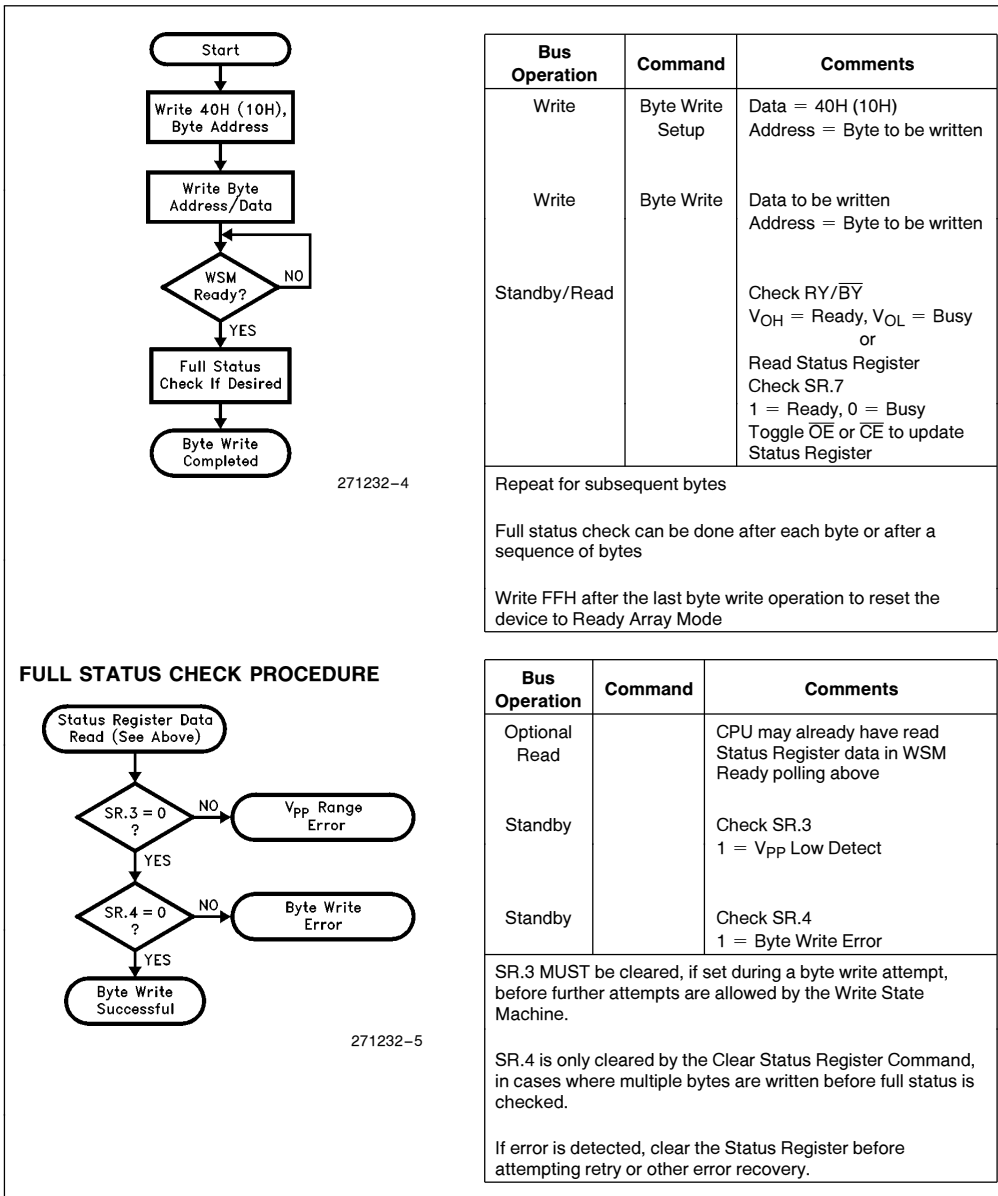 Start
Write 40H (10H),
Byte Address
Write Byte
Address/Data
WSM
Ready?
NO
YES
Full Status
Check If Desired
Byte Write
Completed
271232–4
Bus
Operation
Command
Comments
Write
Byte Write
Setup
Data = 40H (10H)
Address = Byte to be written
Write
Byte Write
Data to be written
Address = Byte to be written
Standby/Read
Check RY/B̅Y̅
VOH = Ready, VOL = Busy
or
Read Status Register
Check SR.7
1 = Ready, 0 = Busy
Toggle O̅E̅ or C̅E̅ to update
Status Register
Repeat for subsequent bytes
Full status check can be done after each byte or after a
sequence of bytes
Write FFH after the last byte write operation to reset the
device to Ready Array Mode
FULL STATUS CHECK PROCEDURE
Status Register Data
Read (See Above)
SR.3 = 0
?
NO
VPP Range
Error
YES
SR.4 = 0
?
NO
Byte Write
Error
YES
Byte Write
Successful
271232–5
Bus
Operation
Command
Comments
Optional
Read
CPU may already have read
Status Register data in WSM
Ready polling above
Standby
Check SR.3
1 = VPP Low Detect
Standby
Check SR.4
1 = Byte Write Error
SR.3 MUST be cleared, if set during a byte write attempt,
before further attempts are allowed by the Write State
Machine.
SR.4 is only cleared by the Clear Status Register Command,
in cases where multiple bytes are written before full status is
checked.
If error is detected, clear the Status Register before
attempting retry or other error recovery.